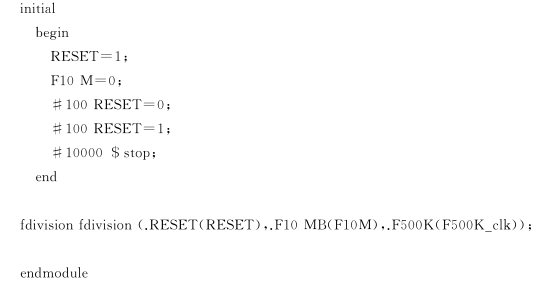 initial
begin
RESET=1;
F10 M=0;
#100 RESET=0;
#100 RESET=1;
#10000 $ stop;
end
fdivision fdivision (.RESET(RESET),.F10 MB(F10M),.F500K(F500K_clk));
endmodule